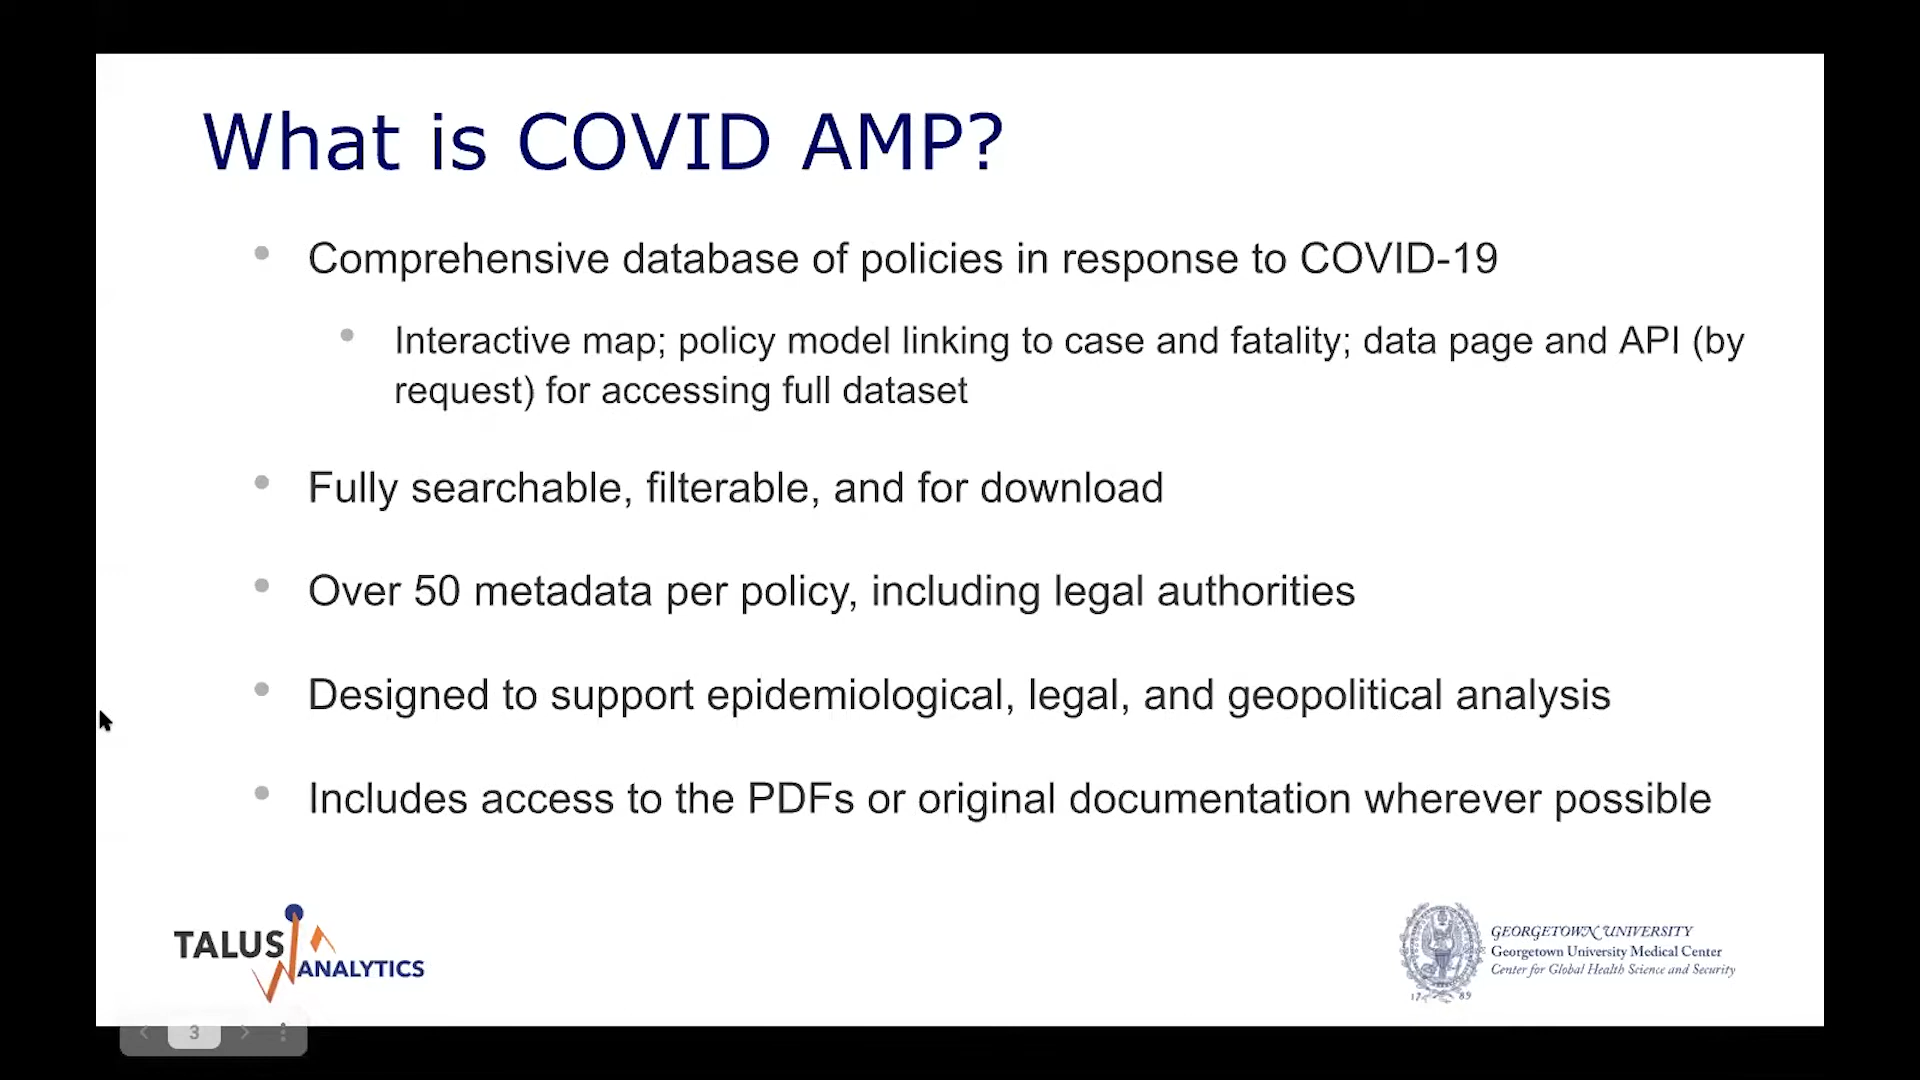 What is COVID AMP?
• Comprehensive database of policies in response to COVID-19
• Interactive map; policy model linking to case and fatality; data page and API (by
request) for accessing full dataset
• Fully searchable, filterable, and for download
• Over 50 metadata per policy, including legal authorities
• Designed to support epidemiological, legal, and geopolitical analysis
• Includes access to the PDFs or original documentation wherever possible
TALUS
ANALYTICS
GEORGETOWN UNIVERSITY
Georgetown University Medical Center
Center for Global Health Science and Security
17 89
3